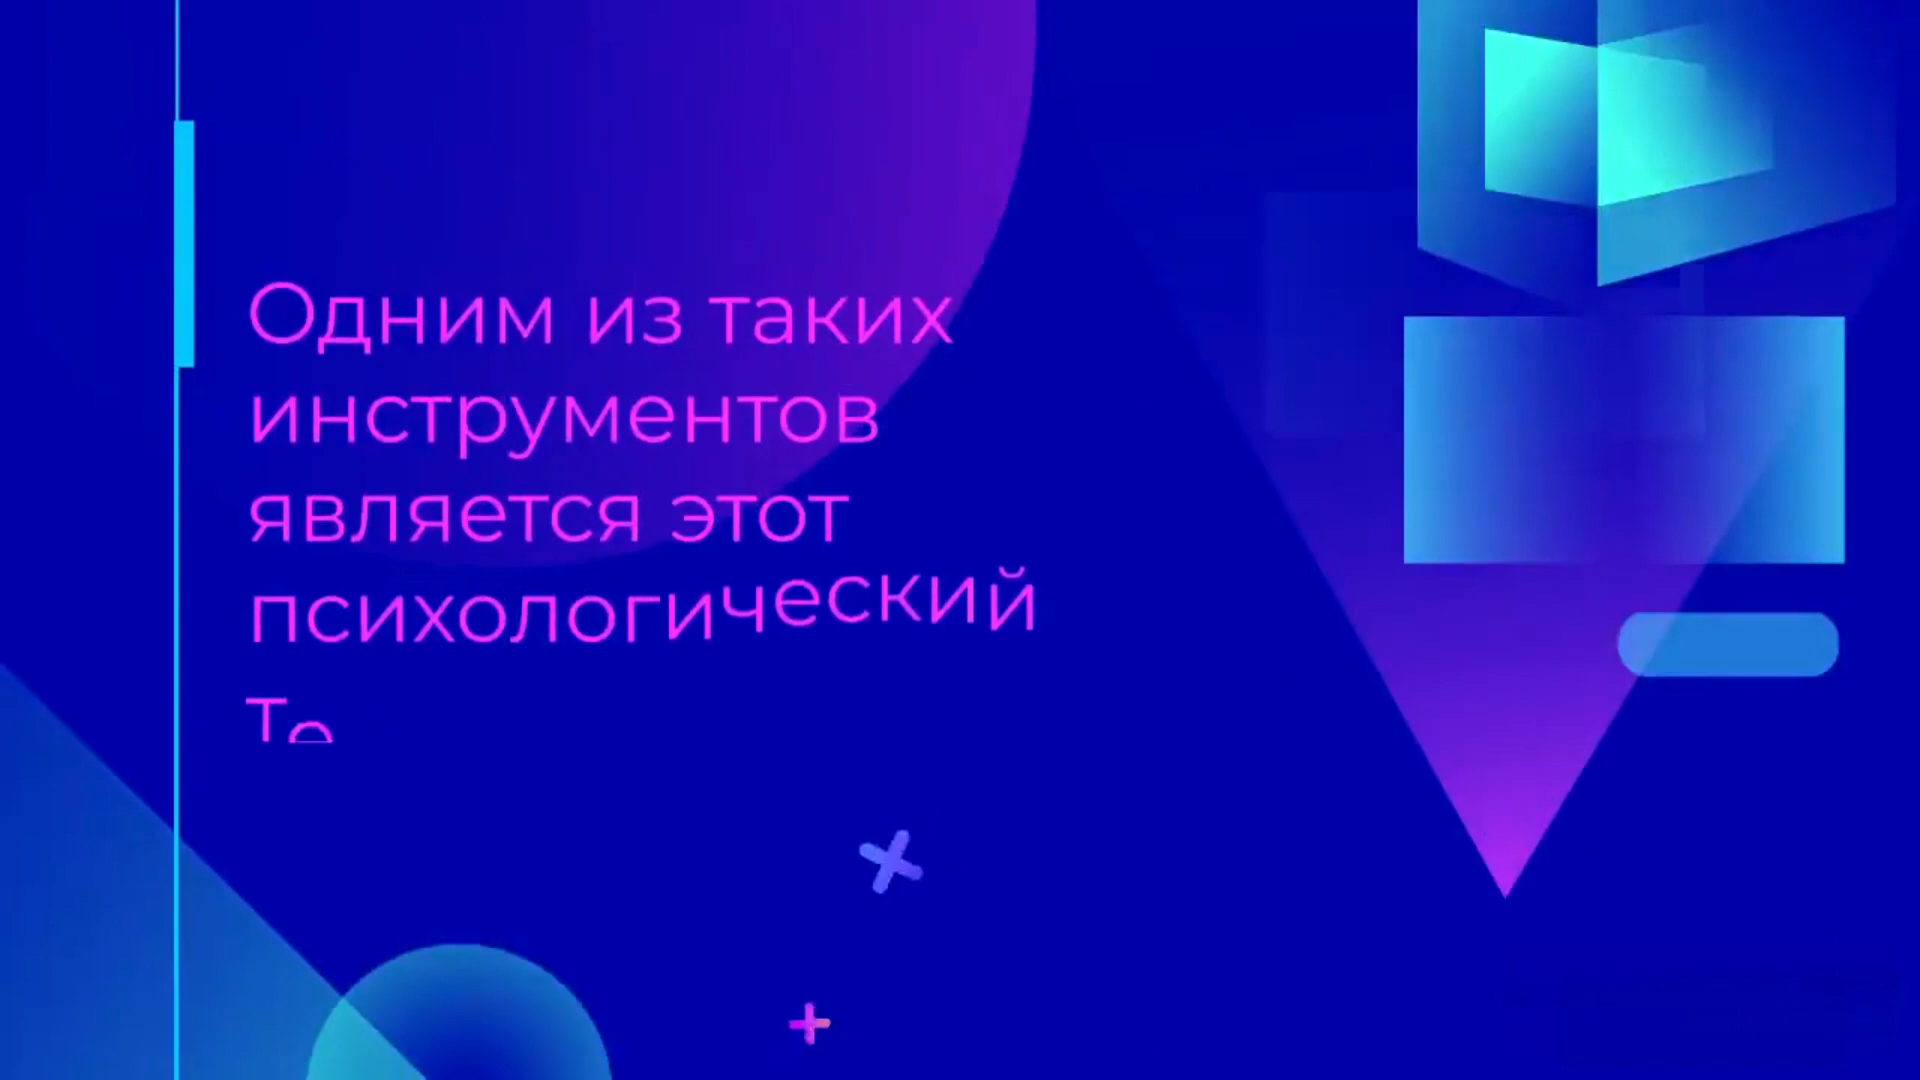 Одним из таких
инструментов
является этот
психологический